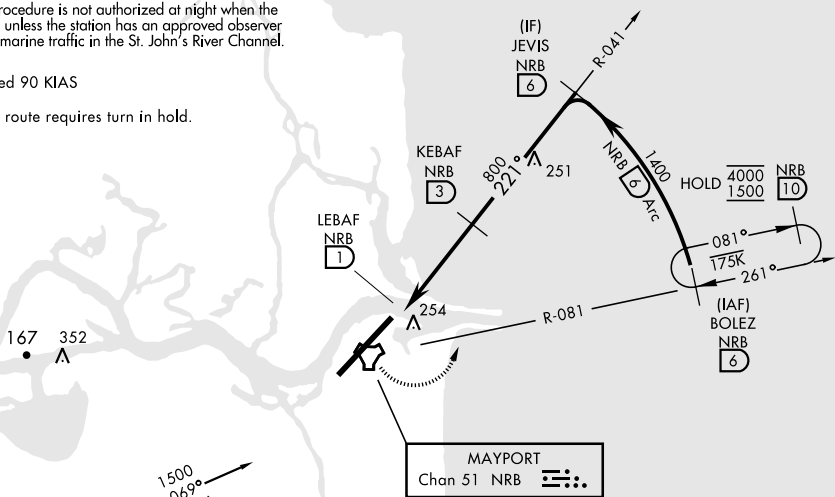 rocedure is not authorized at night when the
unless the station has an approved observer
marine traffic in the St. John's River Channel.
ed 90 KIAS
route requires turn in hold.
(IF)
JEVIS
NRB
6
R-041
KEBAF
NRB
3
800
221°
251
NRB 6 Arc
1400
HOLD 4000 1500 NRB 10
081°
175K
261°
LEBAF
NRB
1
254
R-081
(IAF)
BOLEZ
NRB
6
167 352
MAYPORT
Chan 51 NRB
1500
069°